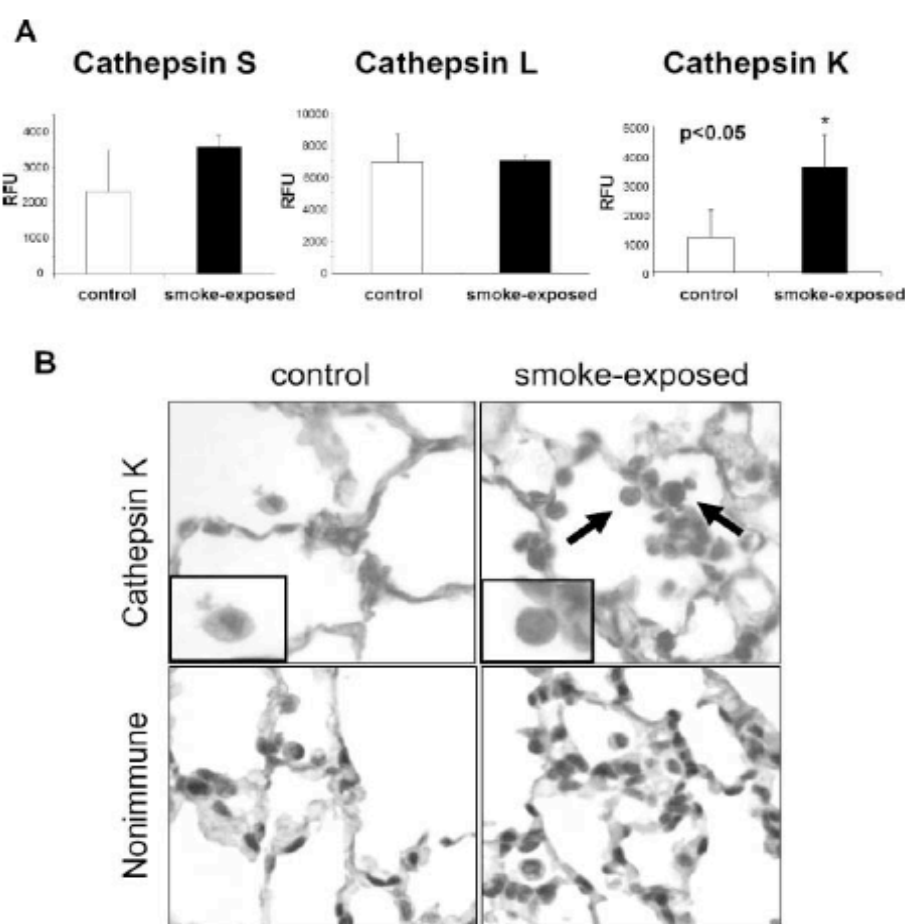 A
Cathepsin S
Cathepsin L
Cathepsin K
RFU
4000
3000
2000
1000
0
control
smoke-exposed
RFU
10000
8000
6000
4000
2000
0
control
smoke-exposed
RFU
5000
4000
3000
2000
1000
0
p<0.05
*
control
smoke-exposed
B
control
smoke-exposed
Cathepsin K
Nonimmune